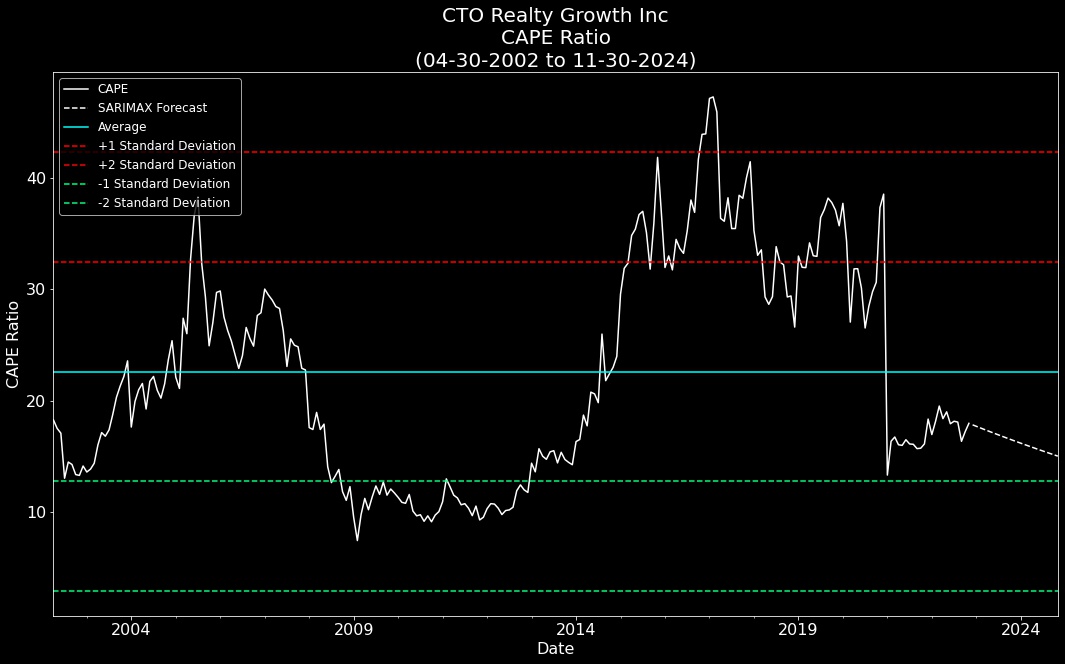 CTO Realty Growth Inc
CAPE Ratio
(04-30-2002 to 11-30-2024)
CAPE
SARIMAX Forecast
Average
+1 Standard Deviation
+2 Standard Deviation
-1 Standard Deviation
-2 Standard Deviation
CAPE Ratio
40
30
20
10
2004
2009
2014
2019
2024
Date